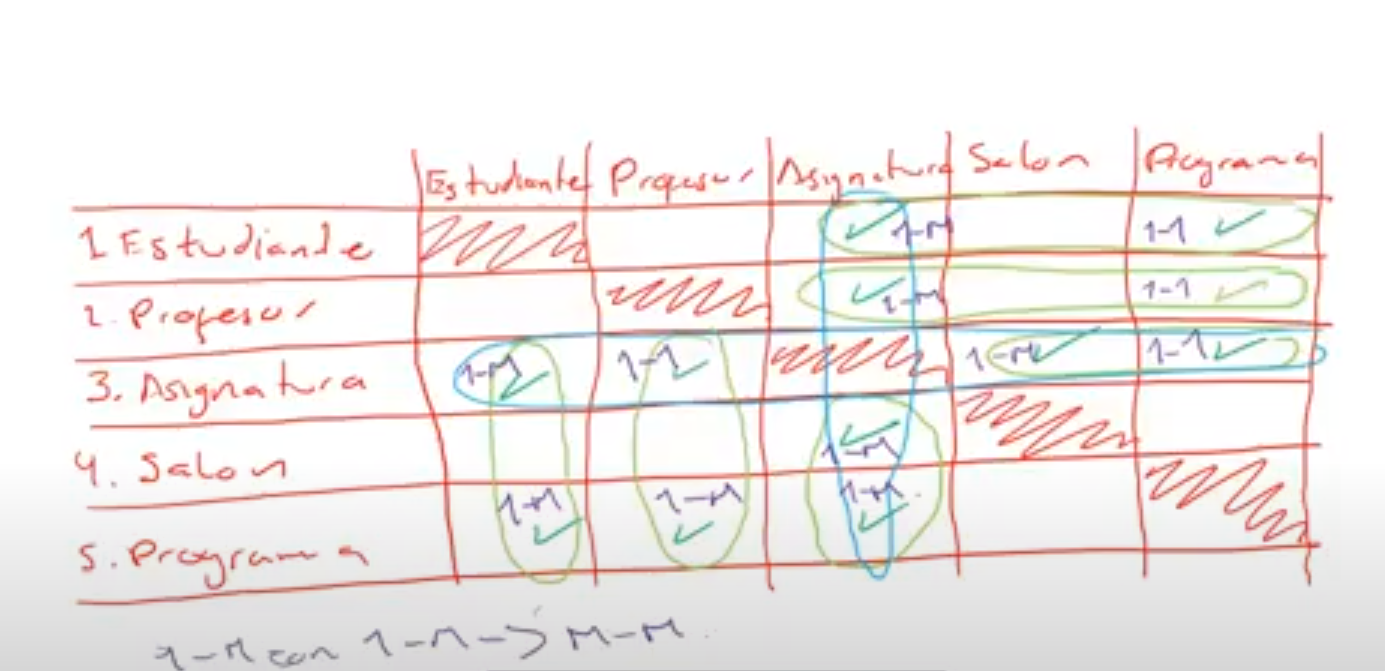 Estudiante Profesor Asignatura Salon Programa
1 Estudiante ✓ 1-M 1-1 ✓
2. Profesor ✓ 1-M 1-1 ✓
3. Asignatura 1-M ✓ 1-1 ✓ 1-M ✓ 1-1 ✓
4. Salon ✓ 1-M
5. Programa 1-M ✓ 1-M ✓ 1-M ✓
1-M con 1-M -> M-M.